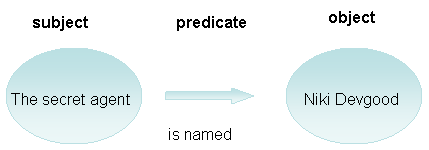 subject predicate object
The secret agent Niki Devgood
is named